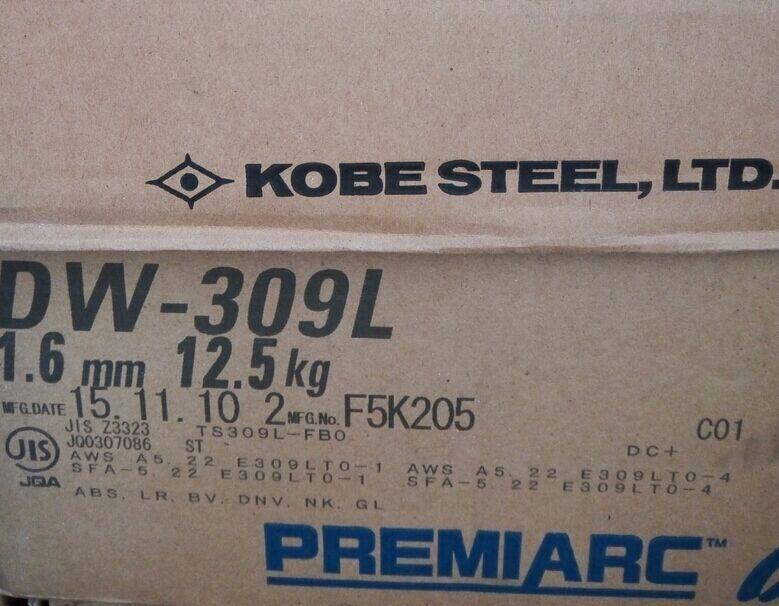 KOBE STEEL, LTD.
DW-309L
1.6 mm 12.5 kg
MFG.DATE 15.11.10 2 MFG.No. F5K205
C01
JIS Z3323 TS309L-FB0
JQ0307086 ST DC+
JIS
JQA
AWS A5.22 E309LT0-1 AWS A5.22 E309LT0-4
SFA-5.22 E309LT0-1 SFA-5.22 E309LT0-4
ABS, LR, BV, DNV, NK, GL
PREMIARC™